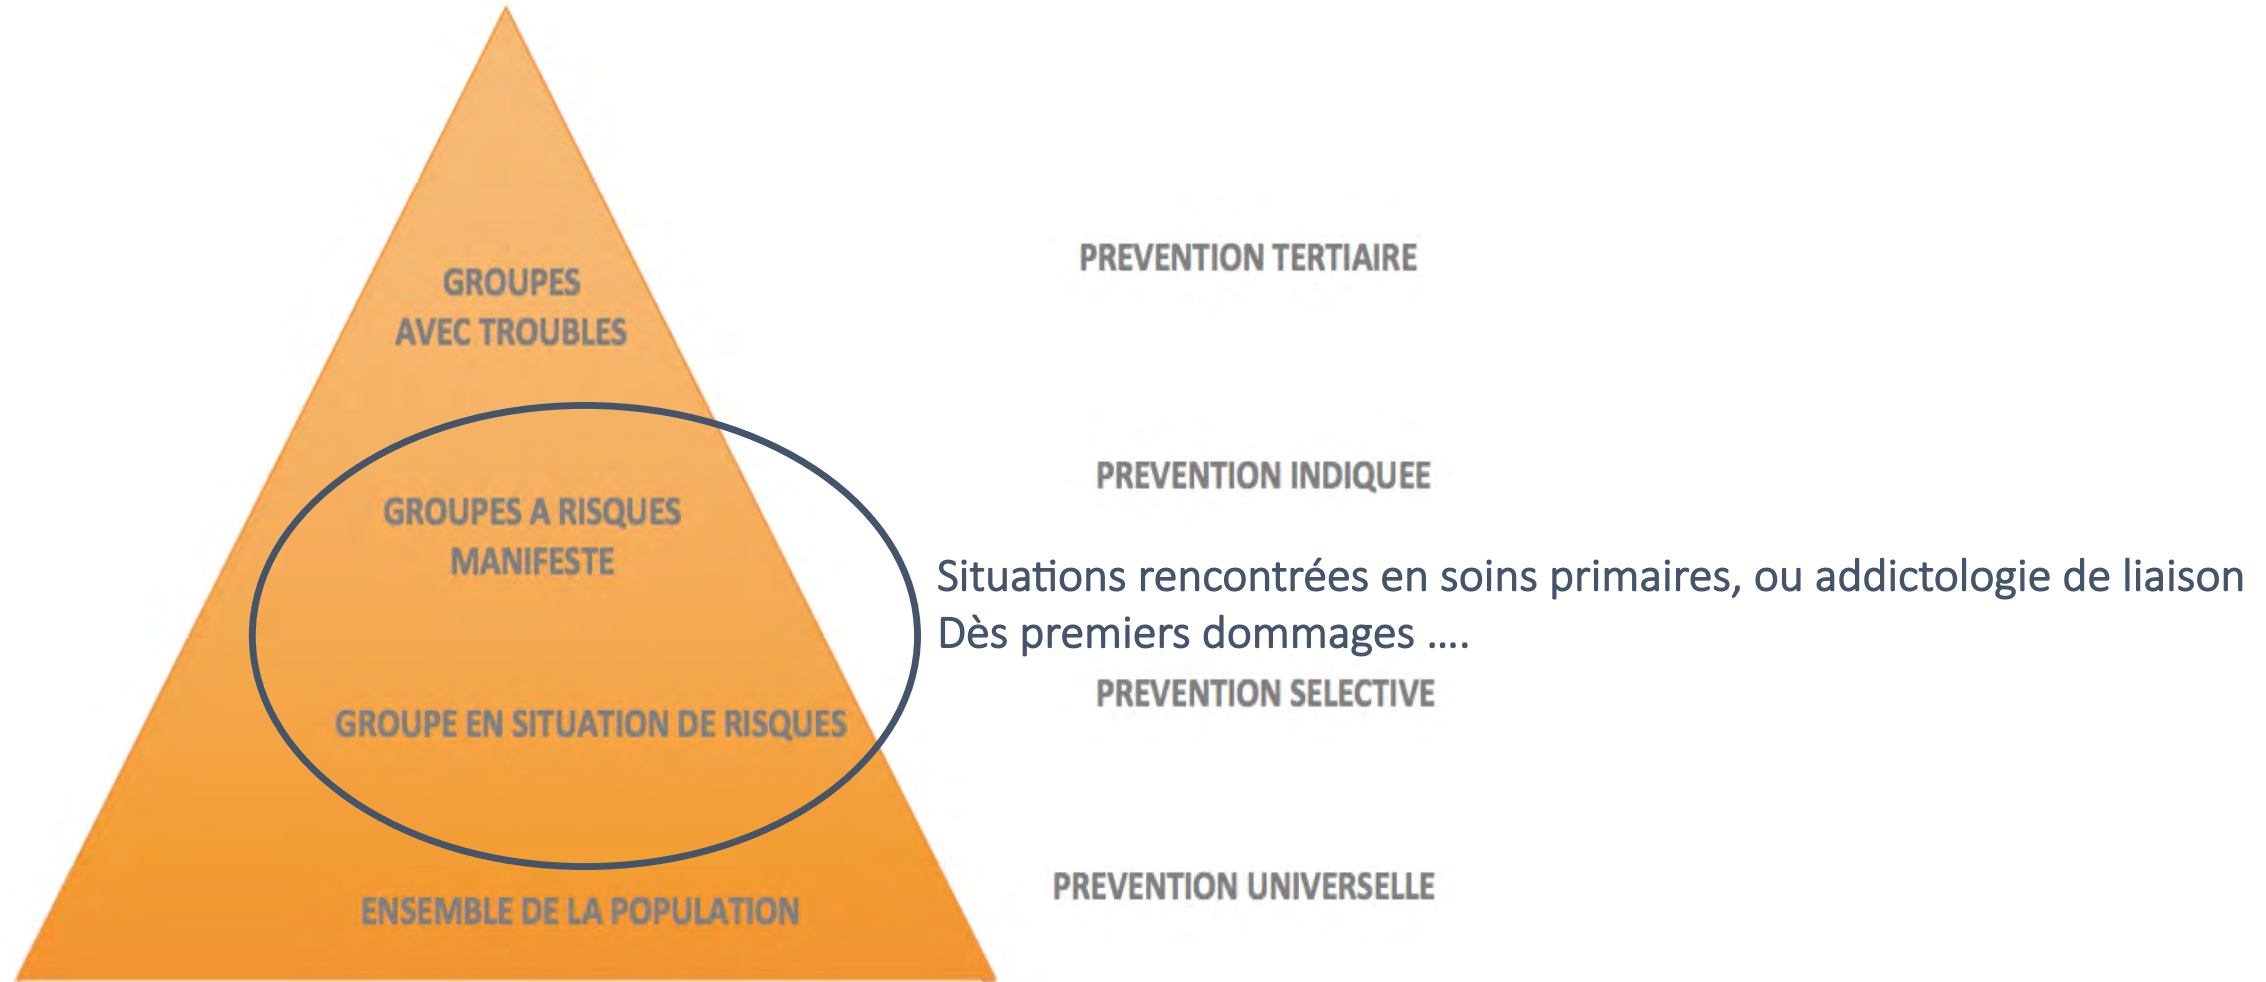 PREVENTION TERTIAIRE
GROUPES
AVEC TROUBLES
PREVENTION INDIQUEE
GROUPES A RISQUES
MANIFESTE
Situations rencontrées en soins primaires, ou addictologie de liaison
Dès premiers dommages ....
PREVENTION SELECTIVE
GROUPE EN SITUATION DE RISQUES
PREVENTION UNIVERSELLE
ENSEMBLE DE LA POPULATION